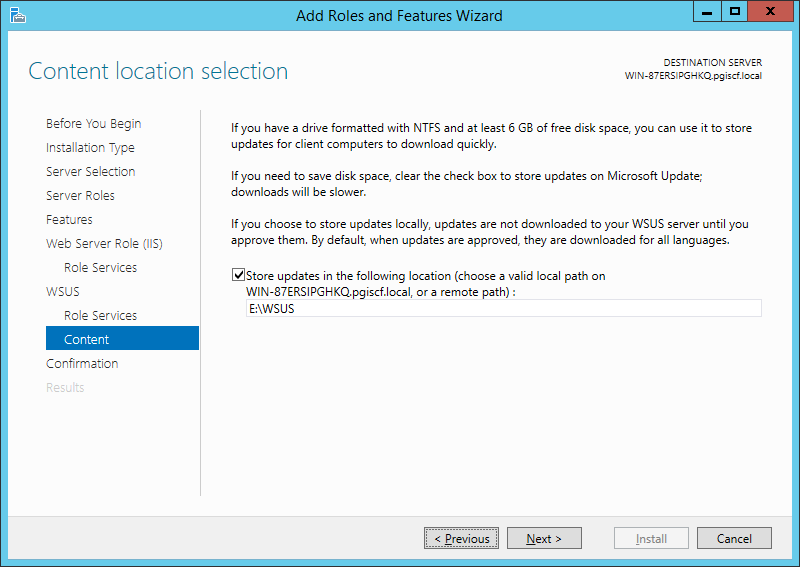 Add Roles and Features Wizard
Content location selection
DESTINATION SERVER
WIN-87ERSIPGHKQ.pgiscf.local
Before You Begin
Installation Type
Server Selection
Server Roles
Features
Web Server Role (IIS)
Role Services
WSUS
Role Services
Content
Confirmation
Results
If you have a drive formatted with NTFS and at least 6 GB of free disk space, you can use it to store
updates for client computers to download quickly.
If you need to save disk space, clear the check box to store updates on Microsoft Update;
downloads will be slower.
If you choose to store updates locally, updates are not downloaded to your WSUS server until you
approve them. By default, when updates are approved, they are downloaded for all languages.
Store updates in the following location (choose a valid local path on
WIN-87ERSIPGHKQ.pgiscf.local, or a remote path) :
E:\WSUS
< Previous
Next >
Install
Cancel